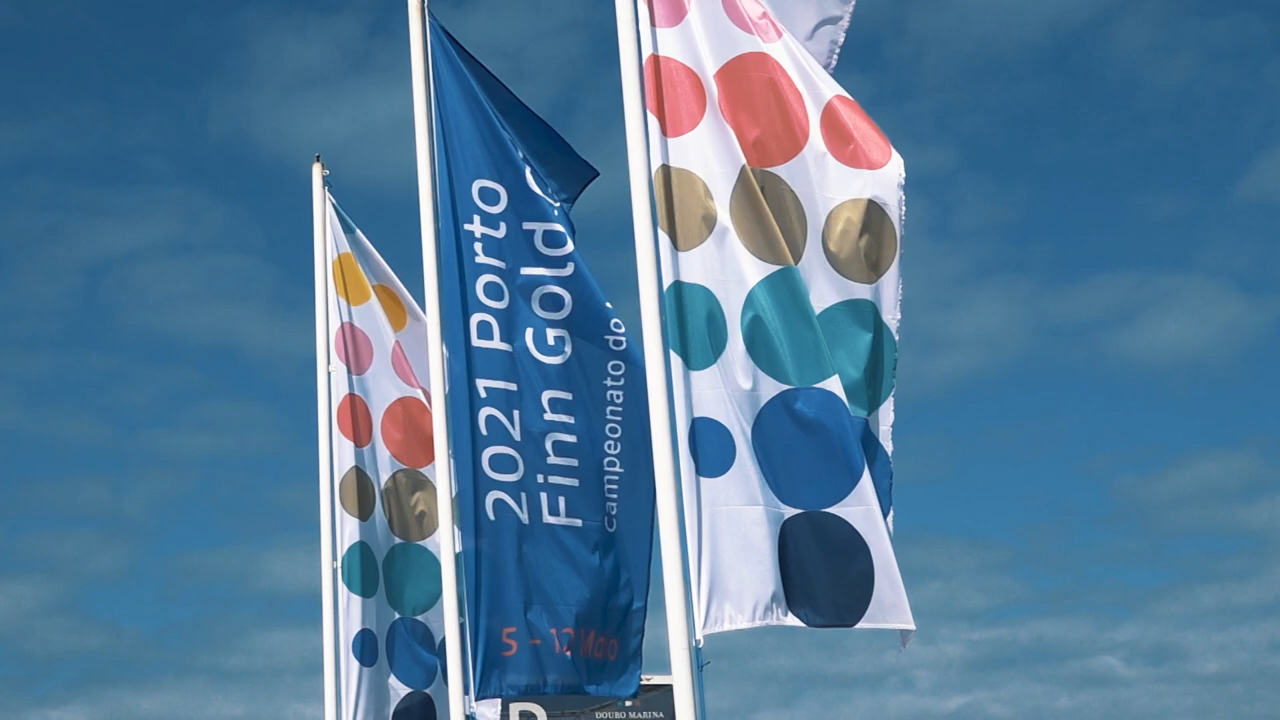 2021 Porto
Finn Gold
campeonato do
5 - 12 Maio
P
DOURO MARINA